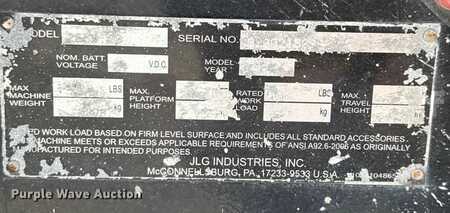 MODEL SERIAL NO.
NOM. BATT. VOLTAGE V.D.C. MODEL YEAR
MAX MACHINE WEIGHT LBS kg MAX PLATFORM HEIGHT RATED WORK LOAD kg MAX TRAVEL HEIGHT
ED WORK LOAD BASED ON FIRM LEVEL SURFACE AND INCLUDES ALL STANDARD ACCESSORIES
MACHINE MEETS OR EXCEEDS APPLICABLE REQUIREMENTS OF ANSI A92.6-2006 AS ORIGINALLY
MANUFACTURED FOR INTENDED PURPOSES.
JLG INDUSTRIES, INC.
McCONNELLSBURG, PA. 17233-9533 U.S.A.
Purple Wave Auction